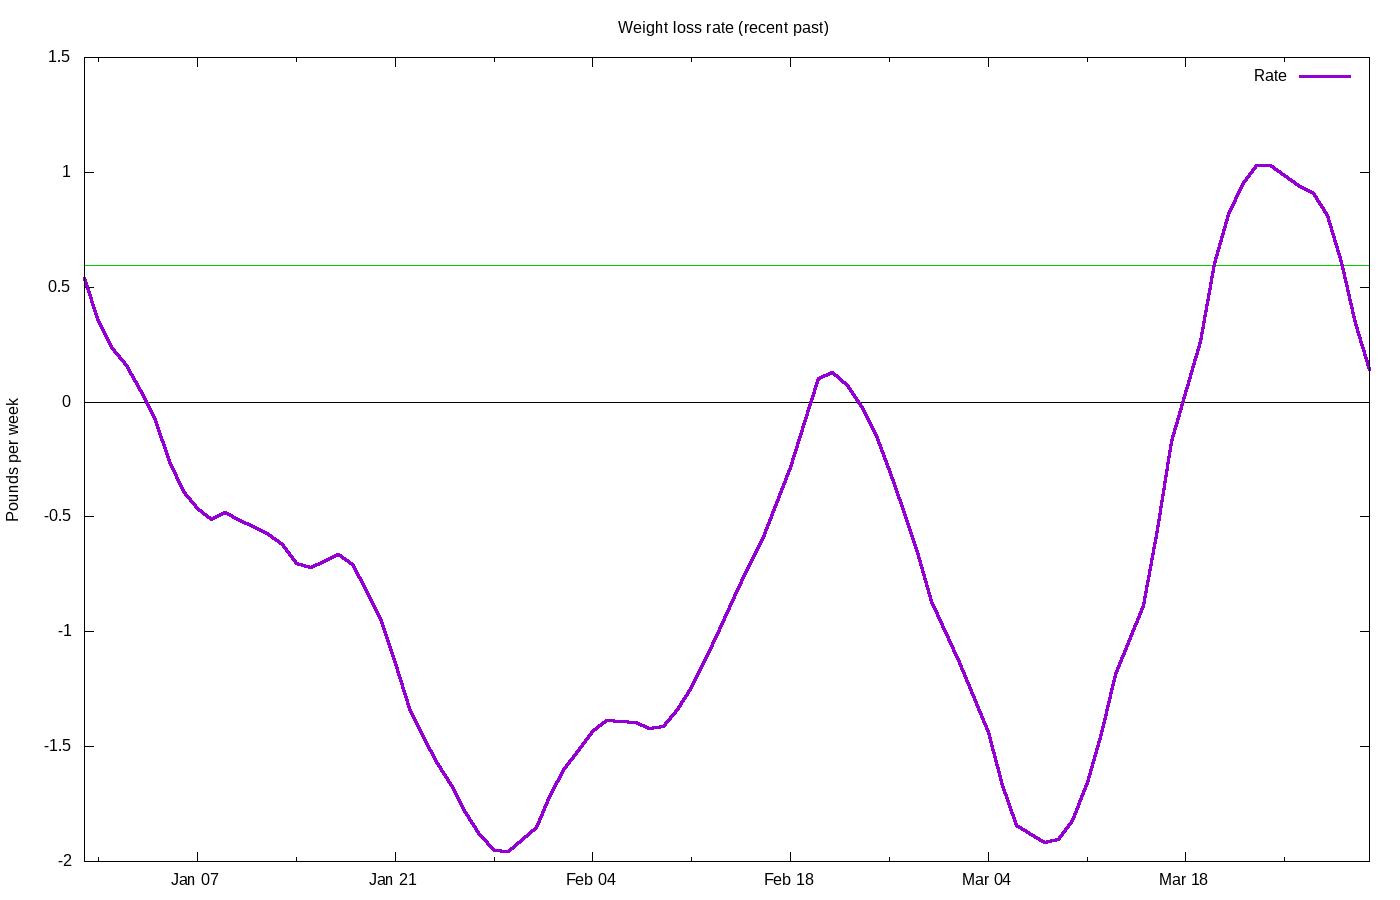 Weight loss rate (recent past)
Rate
1.5
1
0.5
0
-0.5
-1
-1.5
-2
Pounds per week
Jan 07
Jan 21
Feb 04
Feb 18
Mar 04
Mar 18